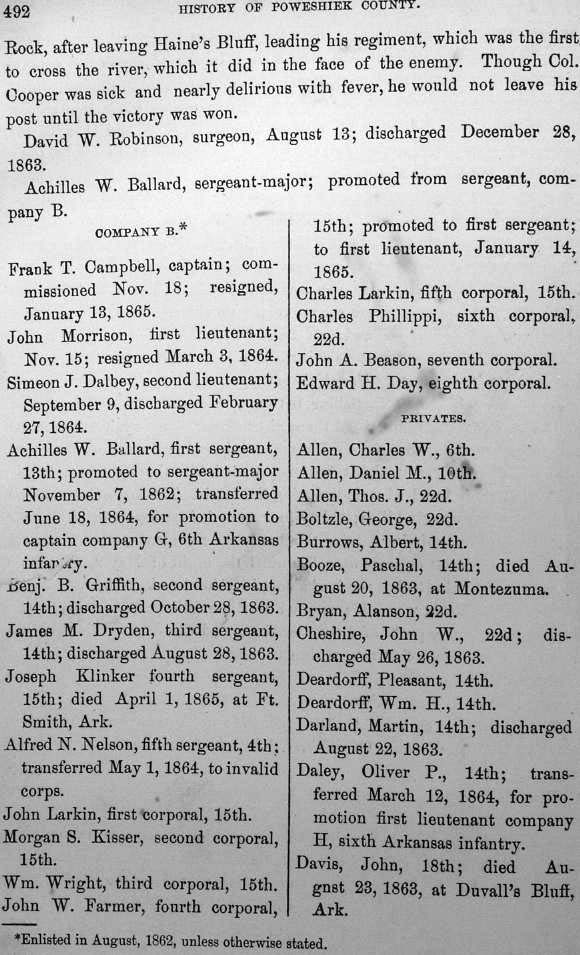 492
HISTORY OF POWESHIEK COUNTY.
Rock, after leaving Haine's Bluff, leading his regiment, which was the first
to cross the river, which it did in the face of the enemy. Though Col.
Cooper was sick and nearly delirious with fever, he would not leave his
post until the victory was won.
David W. Robinson, surgeon, August 13; discharged December 28,
1863.
Achilles W. Ballard, sergeant-major; promoted from sergeant, com-
pany B.
COMPANY B.*
Frank T. Campbell, captain; com-
missioned Nov. 18; resigned,
January 13, 1865.
John Morrison, first lieutenant;
Nov. 15; resigned March 3, 1864.
Simeon J. Dalbey, second lieutenant;
September 9, discharged February
27, 1864.
Achilles W. Ballard, first sergeant,
13th; promoted to sergeant-major
November 7, 1862; transferred
June 18, 1864, for promotion to
captain company G, 6th Arkansas
infantry.
Benj. B. Griffith, second sergeant,
14th; discharged October 28, 1863.
James M. Dryden, third sergeant,
14th; discharged August 28, 1863.
Joseph Klinker fourth sergeant,
15th; died April 1, 1865, at Ft.
Smith, Ark.
Alfred N. Nelson, fifth sergeant, 4th;
transferred May 1, 1864, to invalid
corps.
John Larkin, first corporal, 15th.
Morgan S. Kisser, second corporal,
15th.
Wm. Wright, third corporal, 15th.
John W. Farmer, fourth corporal,
15th; promoted to first sergeant;
to first lieutenant, January 14,
1865.
Charles Larkin, fifth corporal, 15th.
Charles Phillippi, sixth corporal,
22d.
John A. Beason, seventh corporal.
Edward H. Day, eighth corporal.
PRIVATES.
Allen, Charles W., 6th.
Allen, Daniel M., 10th.
Allen, Thos. J., 22d.
Boltzle, George, 22d.
Burrows, Albert, 14th.
Booze, Paschal, 14th; died Au-
gust 20, 1863, at Montezuma.
Bryan, Alanson, 22d.
Cheshire, John W., 22d; dis-
charged May 26, 1863.
Deardorff, Pleasant, 14th.
Deardorff, Wm. H., 14th.
Darland, Martin, 14th; discharged
August 22, 1863.
Daley, Oliver P., 14th; trans-
ferred March 12, 1864, for pro-
motion first lieutenant company
H, sixth Arkansas infantry.
Davis, John, 18th; died Au-
gnst 23, 1863, at Duvall's Bluff,
Ark.
*Enlisted in August, 1862, unless otherwise stated.